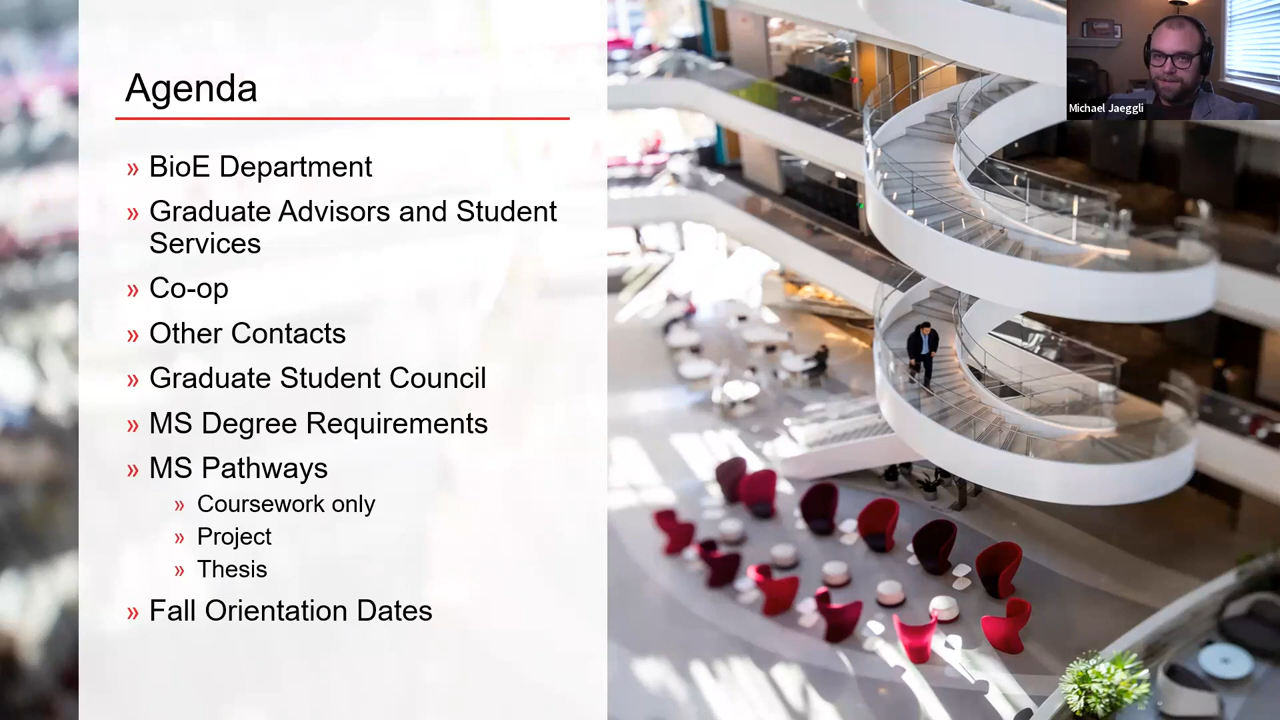 Agenda
» BioE Department
» Graduate Advisors and Student
Services
» Co-op
» Other Contacts
» Graduate Student Council
» MS Degree Requirements
» MS Pathways
» Coursework only
» Project
» Thesis
» Fall Orientation Dates
Michael Jaeggli